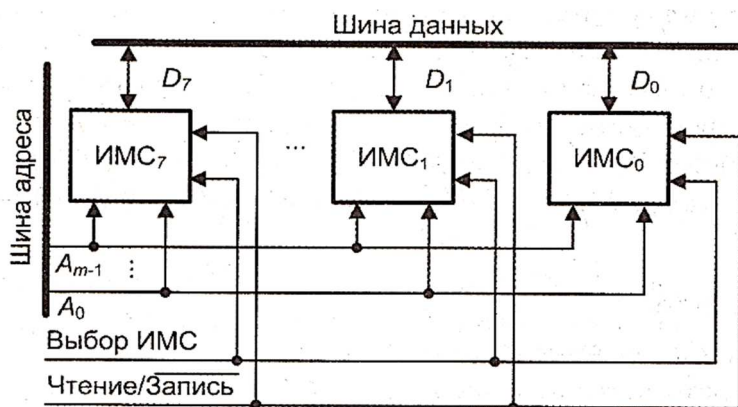 Шина данных
D7 D1 D0
Шина адреса
ИМС7 ... ИМС1 ИМС0
Am-1 ...
A0
Выбор ИМС
Чтение/Запись